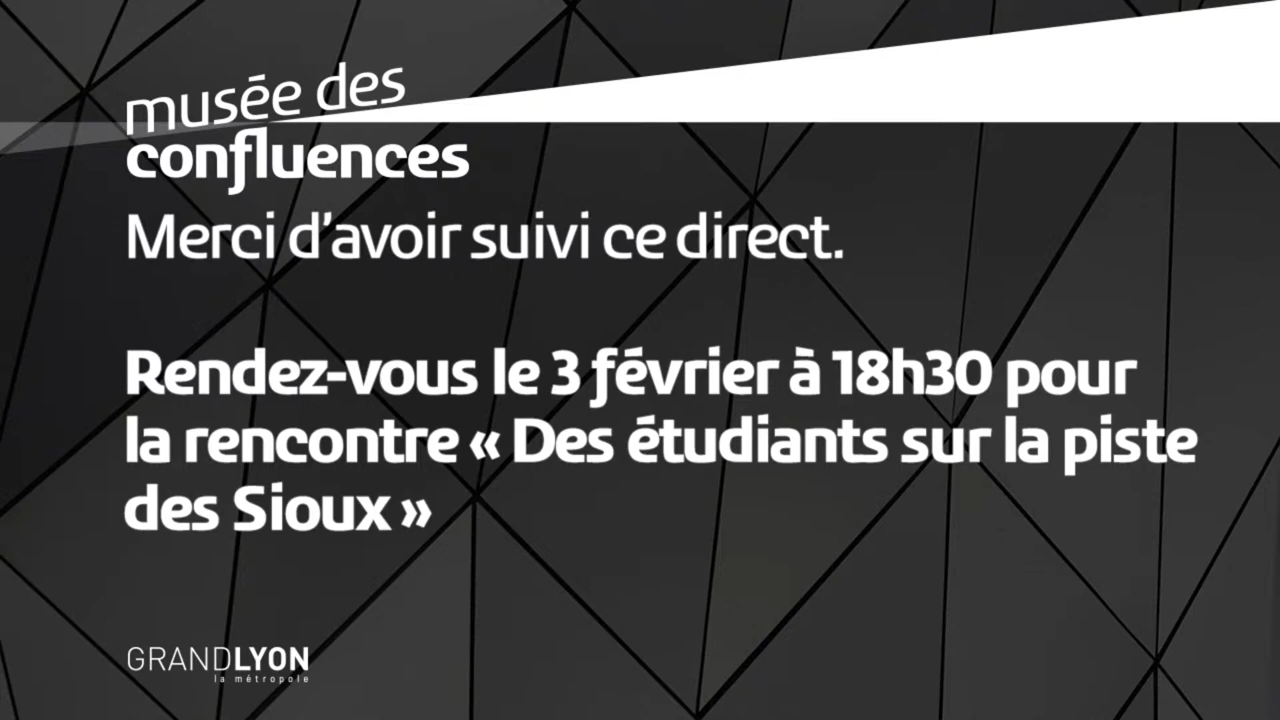 musée des
confluences
Merci d'avoir suivi ce direct.
Rendez-vous le 3 février à 18h30 pour
la rencontre « Des étudiants sur la piste
des Sioux »
GRANDLYON
la métropole